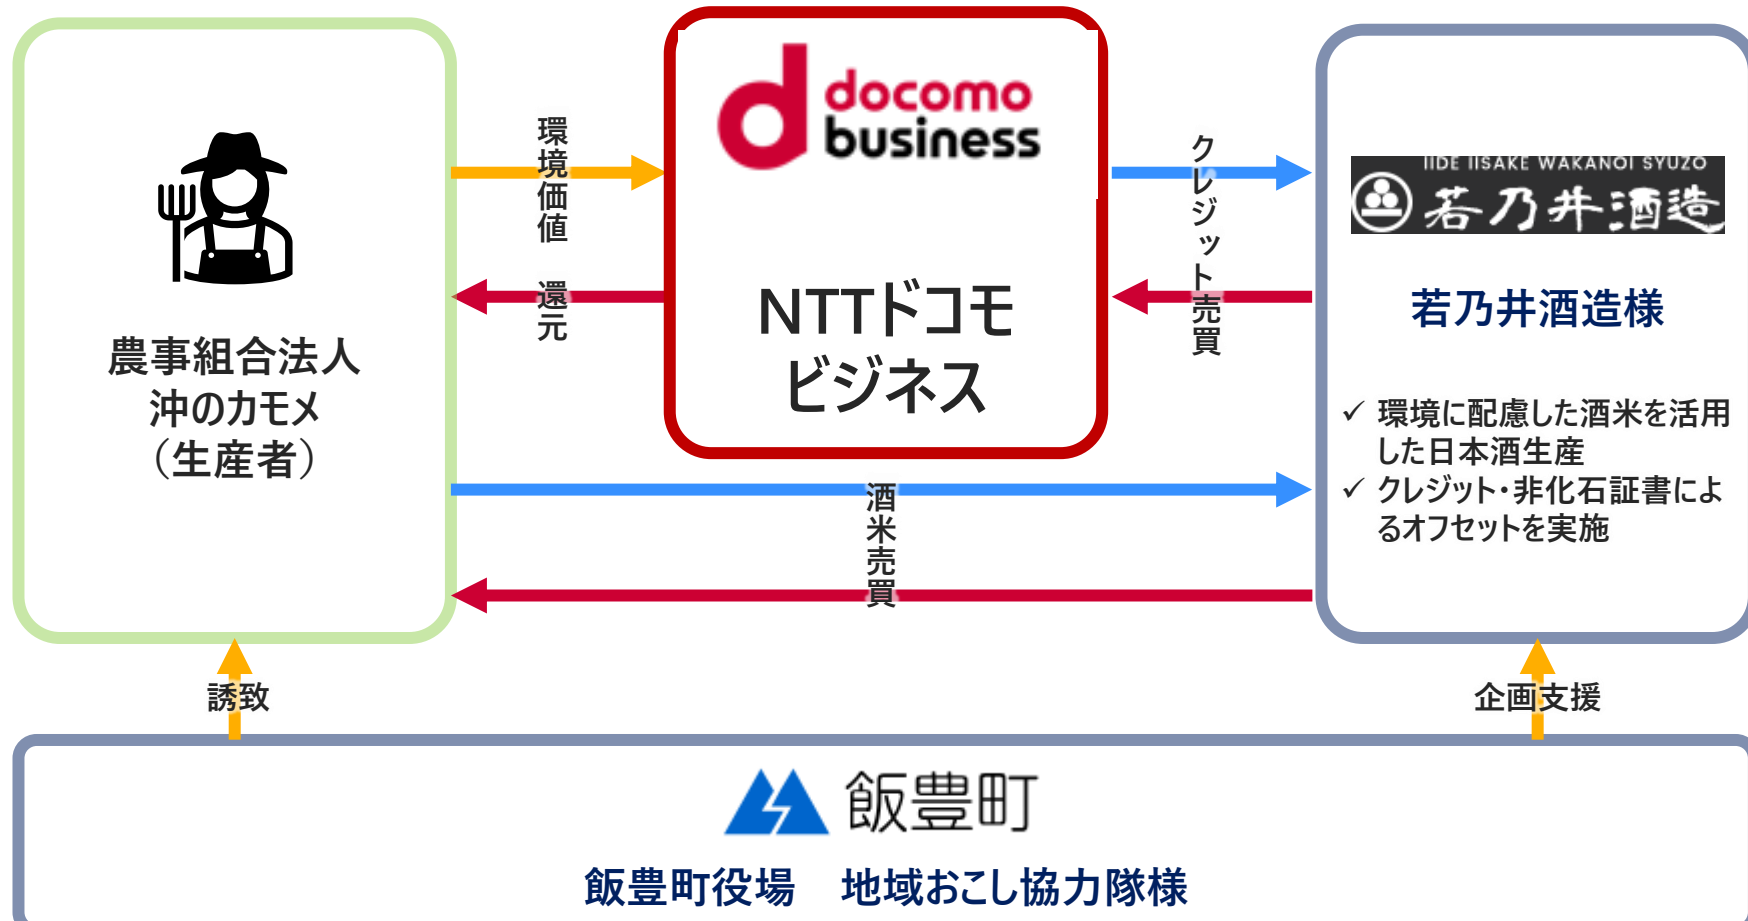 docomo
business
NTTドコモ
ビジネス
農事組合法人
沖のカモメ
（生産者）
環境価値
還元
クレジット売買
酒米売買
IIDE IISAKE WAKANOI SYUZO
若乃井酒造
若乃井酒造様
✓ 環境に配慮した酒米を活用
した日本酒生産
✓ クレジット・非化石証書によ
るオフセットを実施
誘致
企画支援
飯豊町
飯豊町役場　地域おこし協力隊様